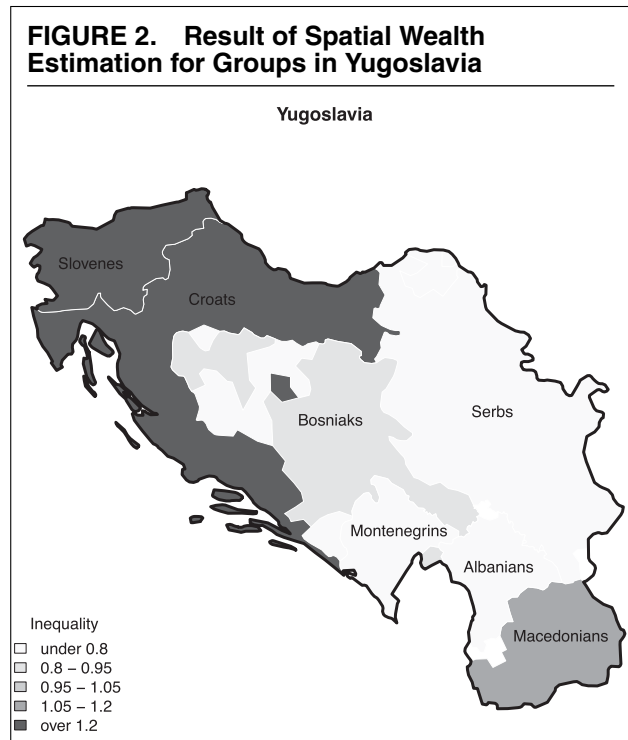 FIGURE 2. Result of Spatial Wealth
Estimation for Groups in Yugoslavia
Yugoslavia
Slovenes
Croats
Bosniaks
Serbs
Montenegrins
Albanians
Macedonians
Inequality
under 0.8
0.8 – 0.95
0.95 – 1.05
1.05 – 1.2
over 1.2